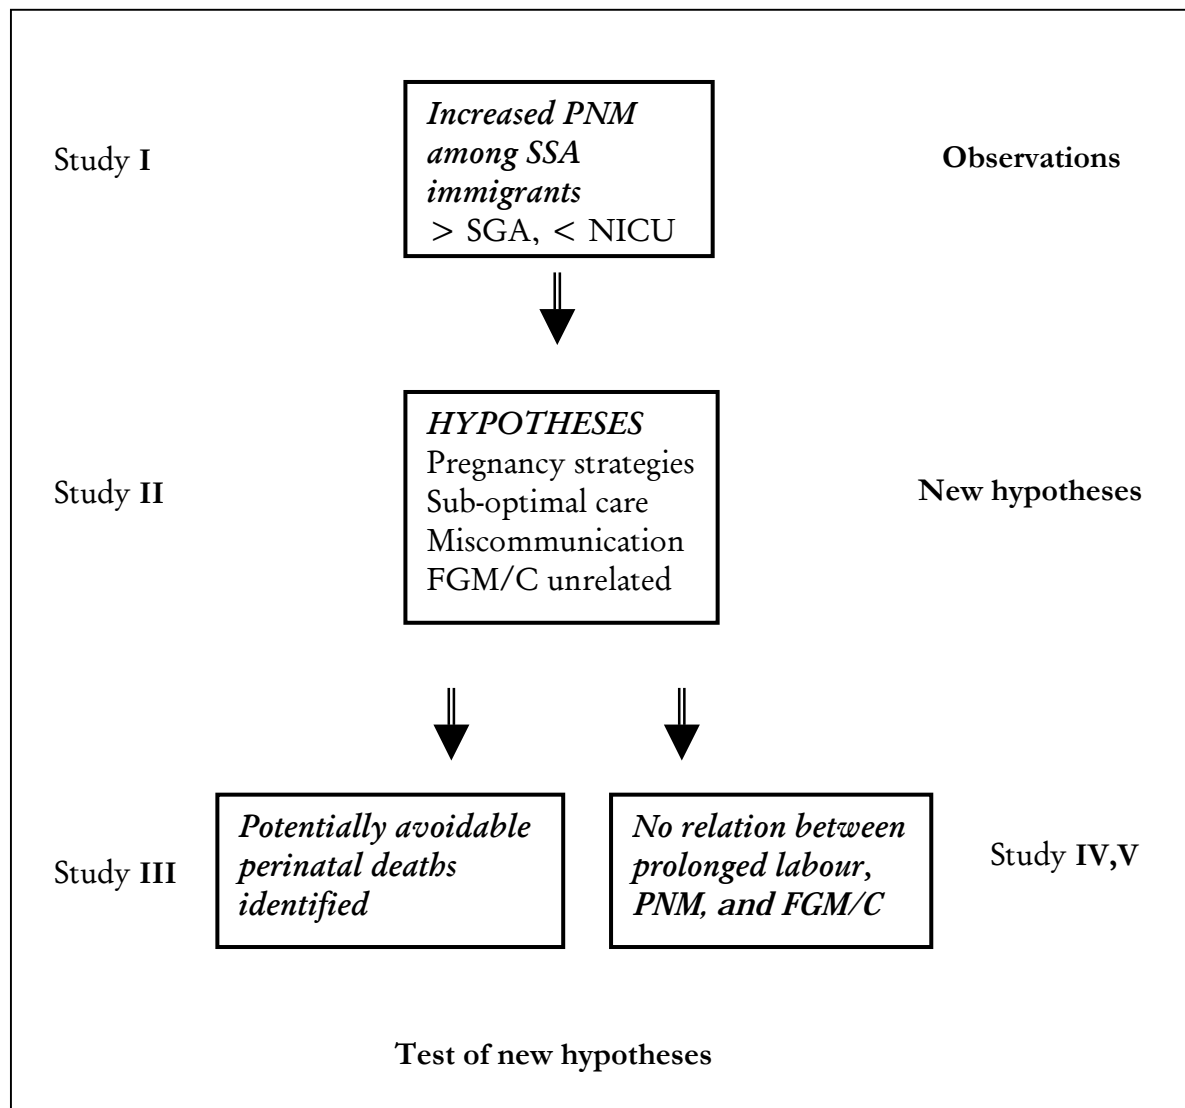 Study I
Increased PNM
among SSA
immigrants
> SGA, < NICU
Observations
Study II
HYPOTHESES
Pregnancy strategies
Sub-optimal care
Miscommunication
FGM/C unrelated
New hypotheses
Study III
Potentially avoidable
perinatal deaths
identified
No relation between
prolonged labour,
PNM, and FGM/C
Study IV,V
Test of new hypotheses